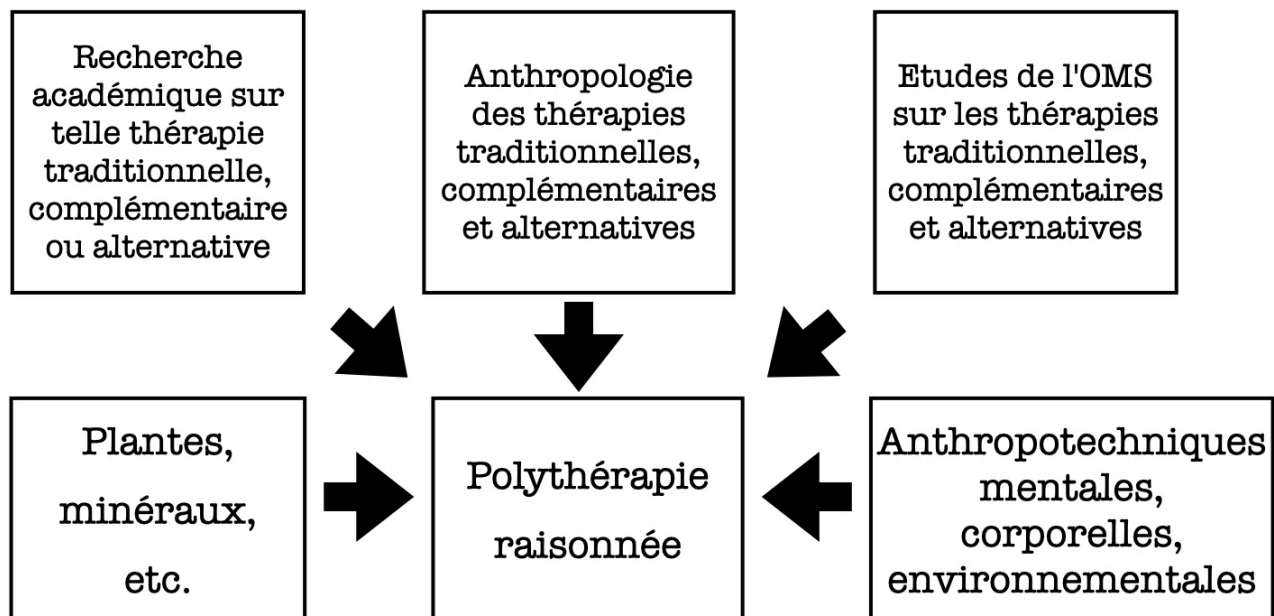 Recherche
académique sur
telle thérapie
traditionnelle,
complémentaire
ou alternative
Anthropologie
des thérapies
traditionnelles,
complémentaires
et alternatives
Etudes de l'OMS
sur les thérapies
traditionnelles,
complémentaires
et alternatives
Plantes,
minéraux,
etc.
Polythérapie
raisonnée
Anthropotechniques
mentales,
corporelles,
environnementales